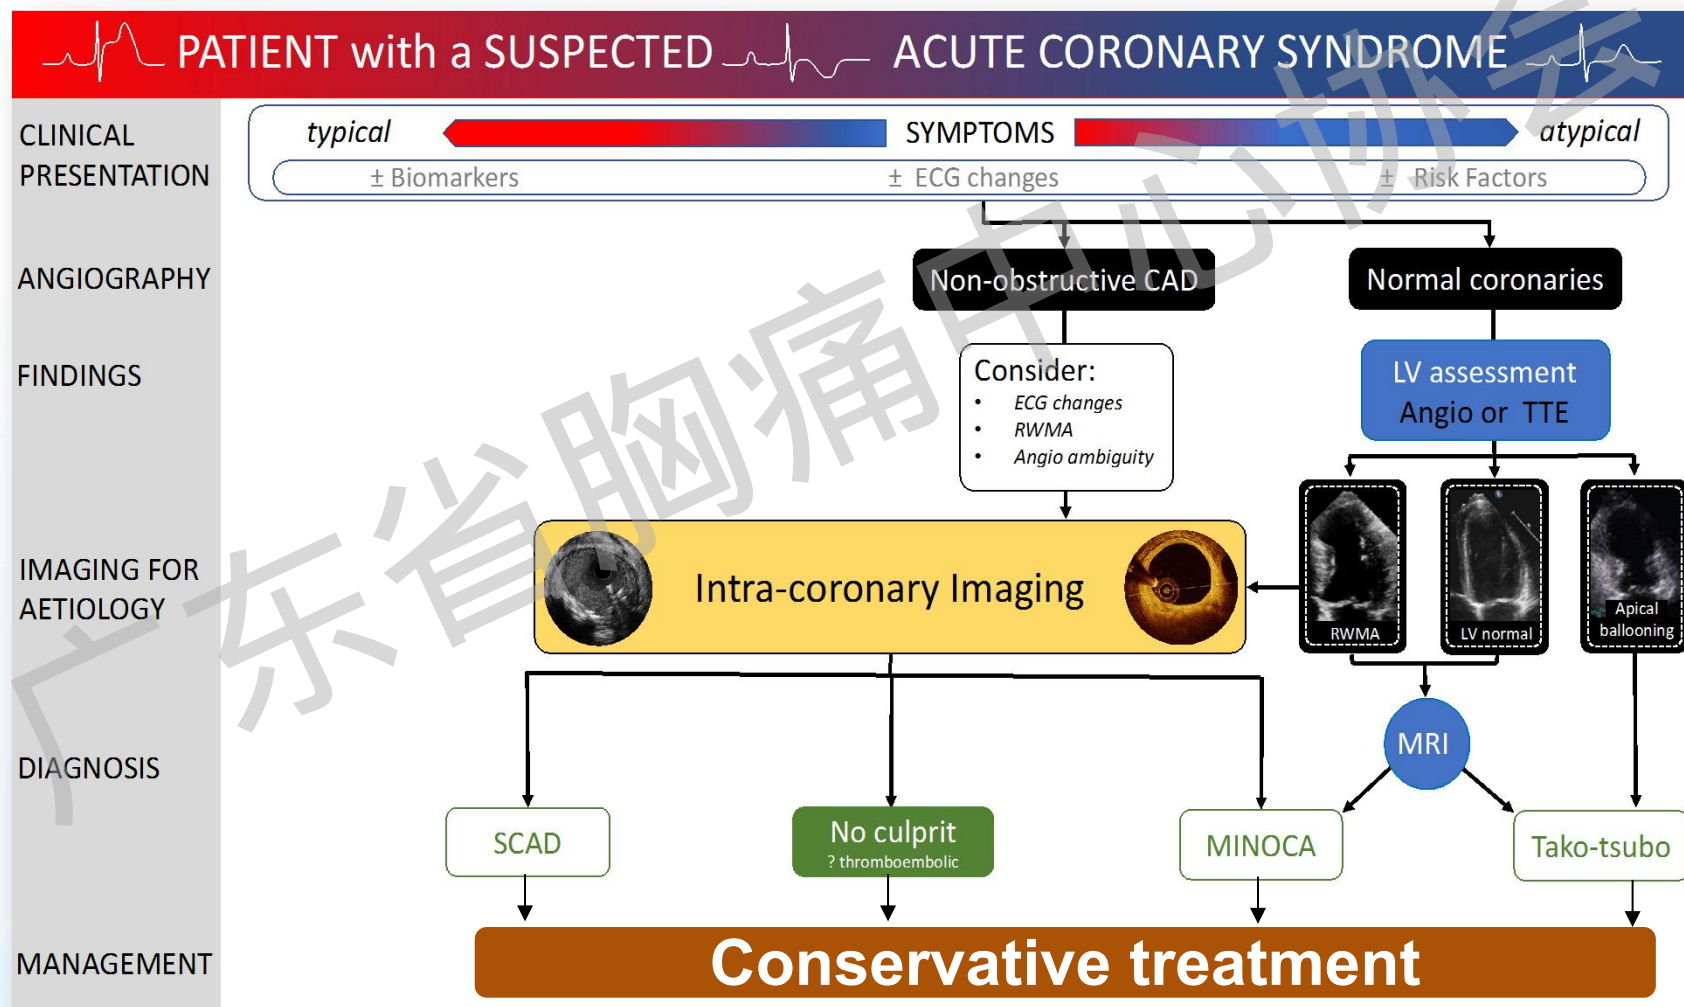 PATIENT with a SUSPECTED ACUTE CORONARY SYNDROME
CLINICAL
PRESENTATION
typical
SYMPTOMS
atypical
± Biomarkers
± ECG changes
± Risk Factors
ANGIOGRAPHY
Non-obstructive CAD
Normal coronaries
FINDINGS
Consider:
• ECG changes
• RWMA
• Angio ambiguity
LV assessment
Angio or TTE
IMAGING FOR
AETIOLOGY
Intra-coronary Imaging
RWMA
LV normal
Apical
ballooning
MRI
DIAGNOSIS
SCAD
No culprit
? thromboembolic
MINOCA
Tako-tsubo
MANAGEMENT
Conservative treatment
广东省胸痛中心协会